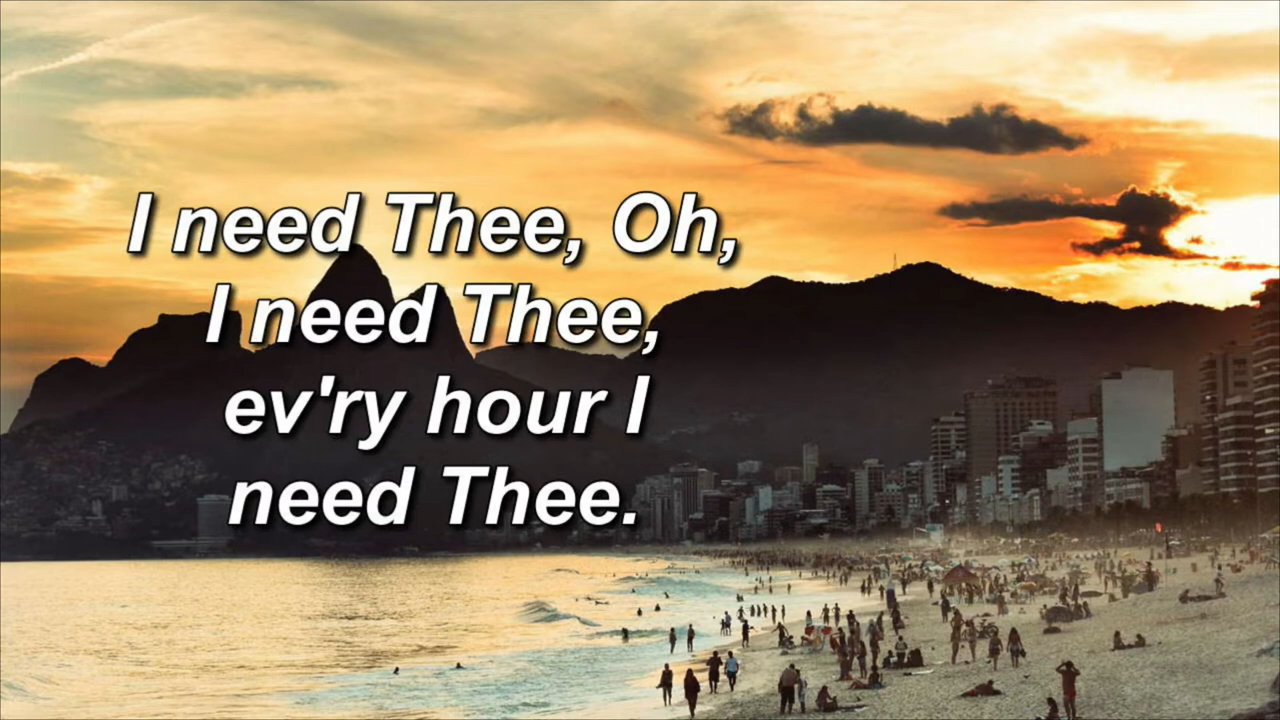 I need Thee, Oh,
I need Thee,
ev'ry hour I
need Thee.